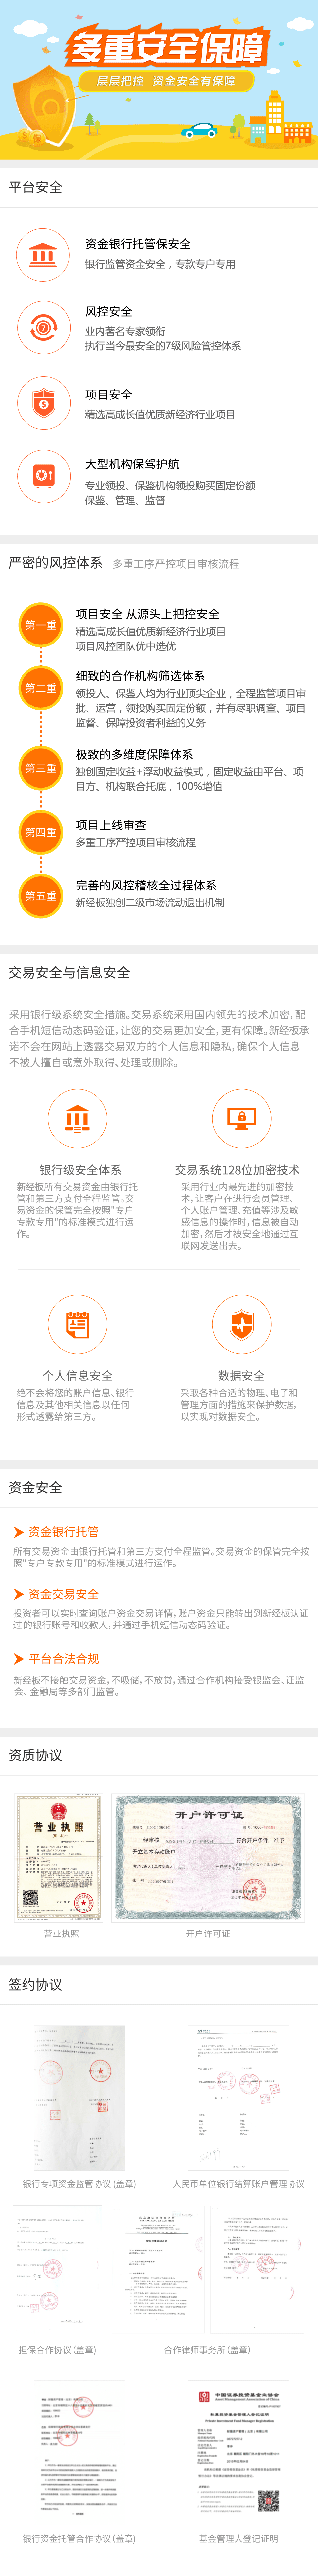 多重安全保障
层层把控 资金安全有保障
保
平台安全
资金银行托管保安全
银行监管资金安全，专款专户专用
风控安全
业内著名专家领衔
执行当今最安全的7级风险管控体系
项目安全
精选高成长值优质新经济行业项目
大型机构保驾护航
专业领投、保鉴机构领投购买固定份额
保鉴、管理、监督
严密的风控体系 多重工序严控项目审核流程
第一重
项目安全 从源头上把控安全
精选高成长值优质新经济行业项目
项目风控团队优中选优
第二重
细致的合作机构筛选体系
领投人、保鉴人均为行业顶尖企业，全程监管项目审
批、运营，领投购买固定份额，并有尽职调查、项目
监督、保障投资者利益的义务
第三重
极致的多维度保障体系
独创固定收益+浮动收益模式，固定收益由平台、项
目方、机构联合托底，100%增值
第四重
项目上线审查
多重工序严控项目审核流程
第五重
完善的风控稽核全过程体系
新经板独创二级市场流动退出机制
交易安全与信息安全
采用银行级系统安全措施。交易系统采用国内领先的技术加密，配
合手机短信动态码验证，让您的交易更加安全，更有保障。新经板承
诺不会在网站上透露交易双方的个人信息和隐私，确保个人信息
不被人擅自或意外取得、处理或删除。
银行级安全体系
新经板所有交易资金由银行托
管和第三方支付全程监管。交
易资金的保管完全按照"专户
专款专用"的标准模式进行运
作。
交易系统128位加密技术
采用行业内最先进的加密技
术，让客户在进行会员管理、
个人账户管理、充值等涉及敏
感信息的操作时，信息被自动
加密，然后才被安全地通过互
联网发送出去。
个人信息安全
绝不会将您的账户信息、银行
信息及其他相关信息以任何
形式透露给第三方。
数据安全
采取各种合适的物理、电子和
管理方面的措施来保护数据，
以实现对数据安全。
资金安全
资金银行托管
所有交易资金由银行托管和第三方支付全程监管。交易资金的保管完全按
照"专户专款专用"的标准模式进行运作。
资金交易安全
投资者可以实时查询账户资金交易详情，账户资金只能转出到新经板认证
过的银行账号和收款人，并通过手机短信动态码验证。
平台合法合规
新经板不接触交易资金，不吸储，不放贷，通过合作机构接受银监会、证监
会、金融局等多部门监管。
资质协议
营业执照
开户许可证
经审核，
符合开户条件，准予
开立基本存款账户。
营业执照
开户许可证
签约协议
银行专项资金监管协议 (盖章)
人民币单位银行结算账户管理协议
担保合作协议 (盖章)
合作律师事务所 (盖章)
中国证券投资基金业协会
银行资金托管合作协议 (盖章)
基金管理人登记证明